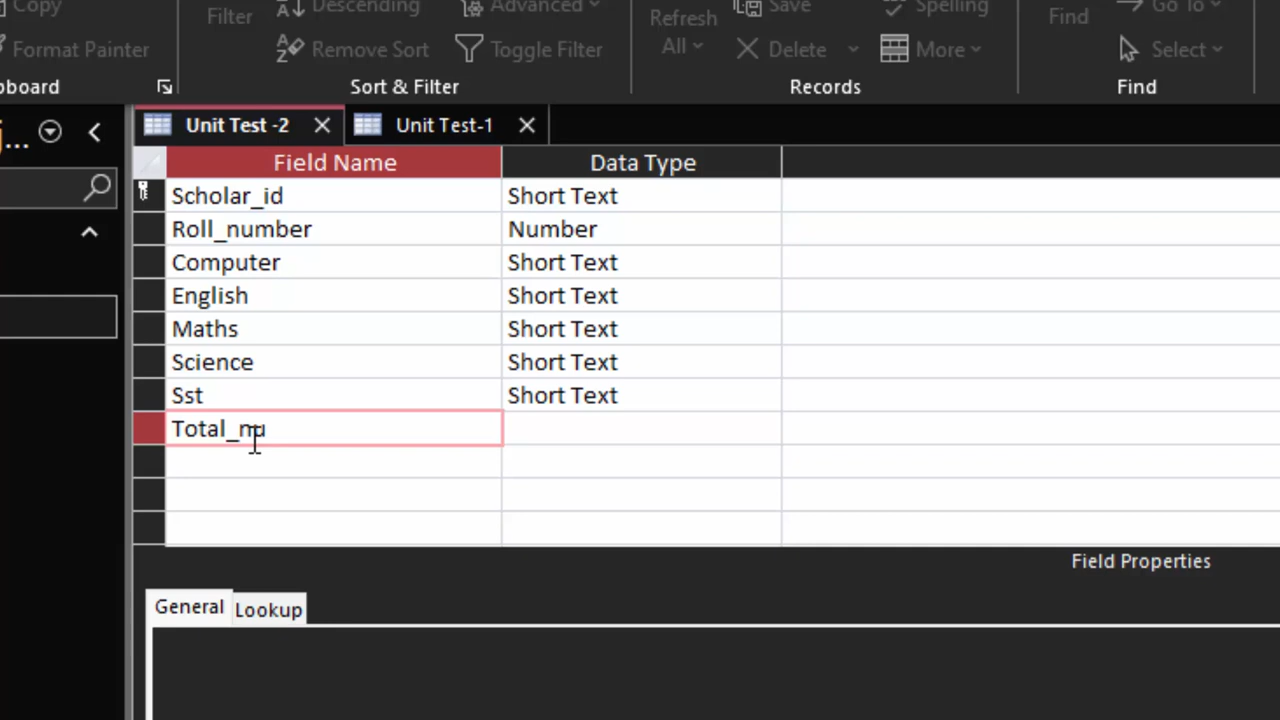 Copy
Filter
Descending
Advanced
Refresh
Save
Spelling
Find
Go To
Format Painter
Remove Sort
Toggle Filter
All
Delete
More
Select
pboard
Sort & Filter
Records
Find
j...
Unit Test -2
Unit Test-1
Field Name Data Type
Scholar_id Short Text
Roll_number Number
Computer Short Text
English Short Text
Maths Short Text
Science Short Text
Sst Short Text
Total_nu
Field Properties
General Lookup